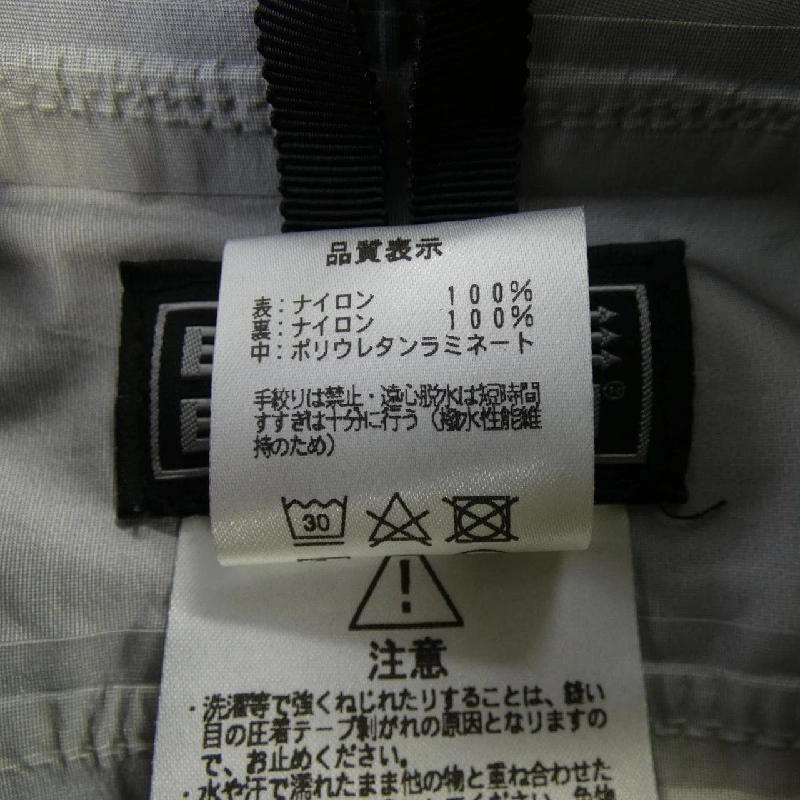 品質表示
表：ナイロン 100%
裏：ナイロン 100%
中：ポリウレタンラミネート
手絞りは禁止・遠心脱水は短時間
すすぎは十分に行う（撥水性能維
持のため）
30
注意
・洗濯等で強くねじれたりすることは、縫い
目の圧着テープ剥がれの原因となりますの
で、お止めください。
・水や汗で濡れたまま他の物と重ね合わせた